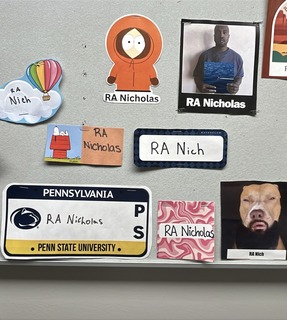 RA
Nich
RA Nicholas
RA Nicholas
RA
Nicholas
RA Nich
PENNSYLVANIA
RA Nicholas
P
S
PENN STATE UNIVERSITY
RA Nicholas
RA Nich